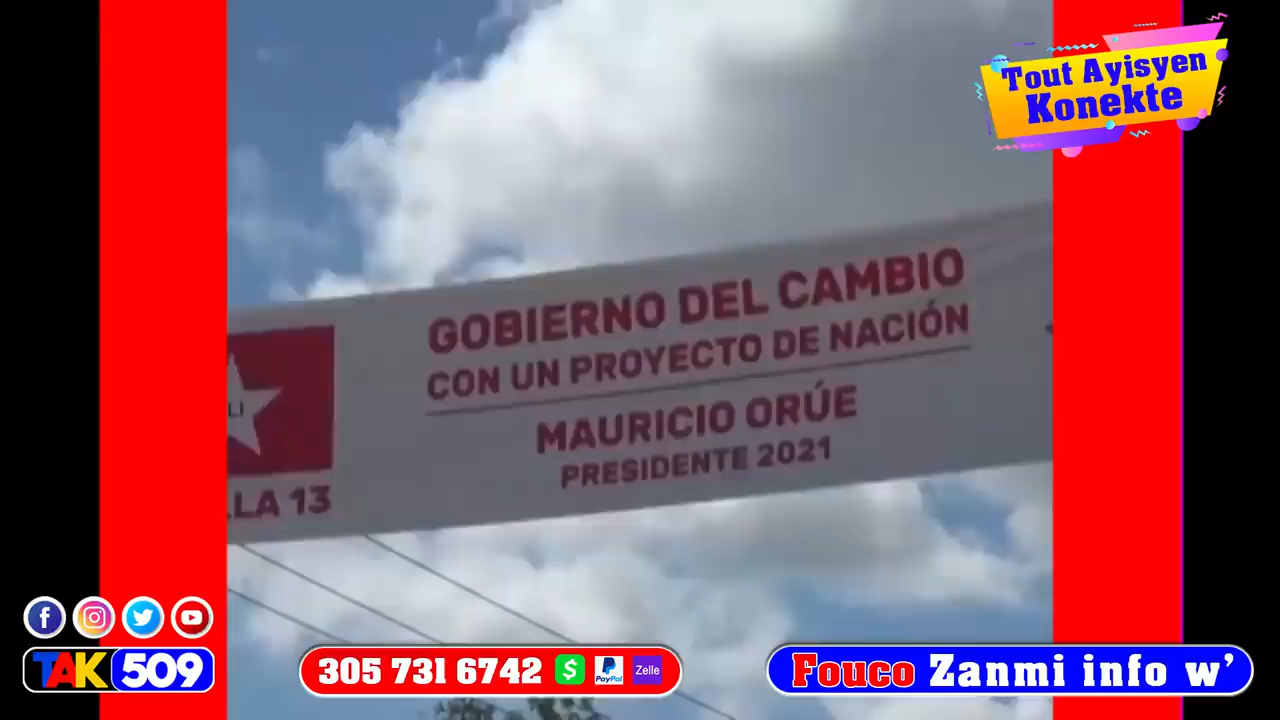 Tout Ayisyen
Konekte
GOBIERNO DEL CAMBIO
CON UN PROYECTO DE NACIÓN
MAURICIO ORÚE
PRESIDENTE 2021
LI
LA 13
TAK 509
305 731 6742 $ PayPal Zelle
Fouco Zanmi info w'